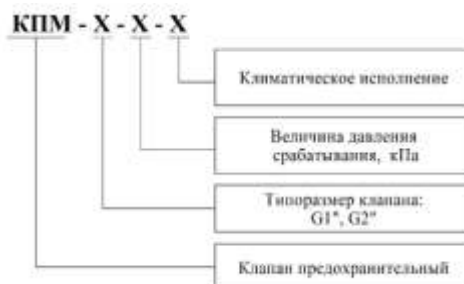 КПМ - Х - Х - Х
Климатическое исполнение
Величина давления
срабатывания, кПа
Типоразмер клапана:
G1", G2"
Клапан предохранительный